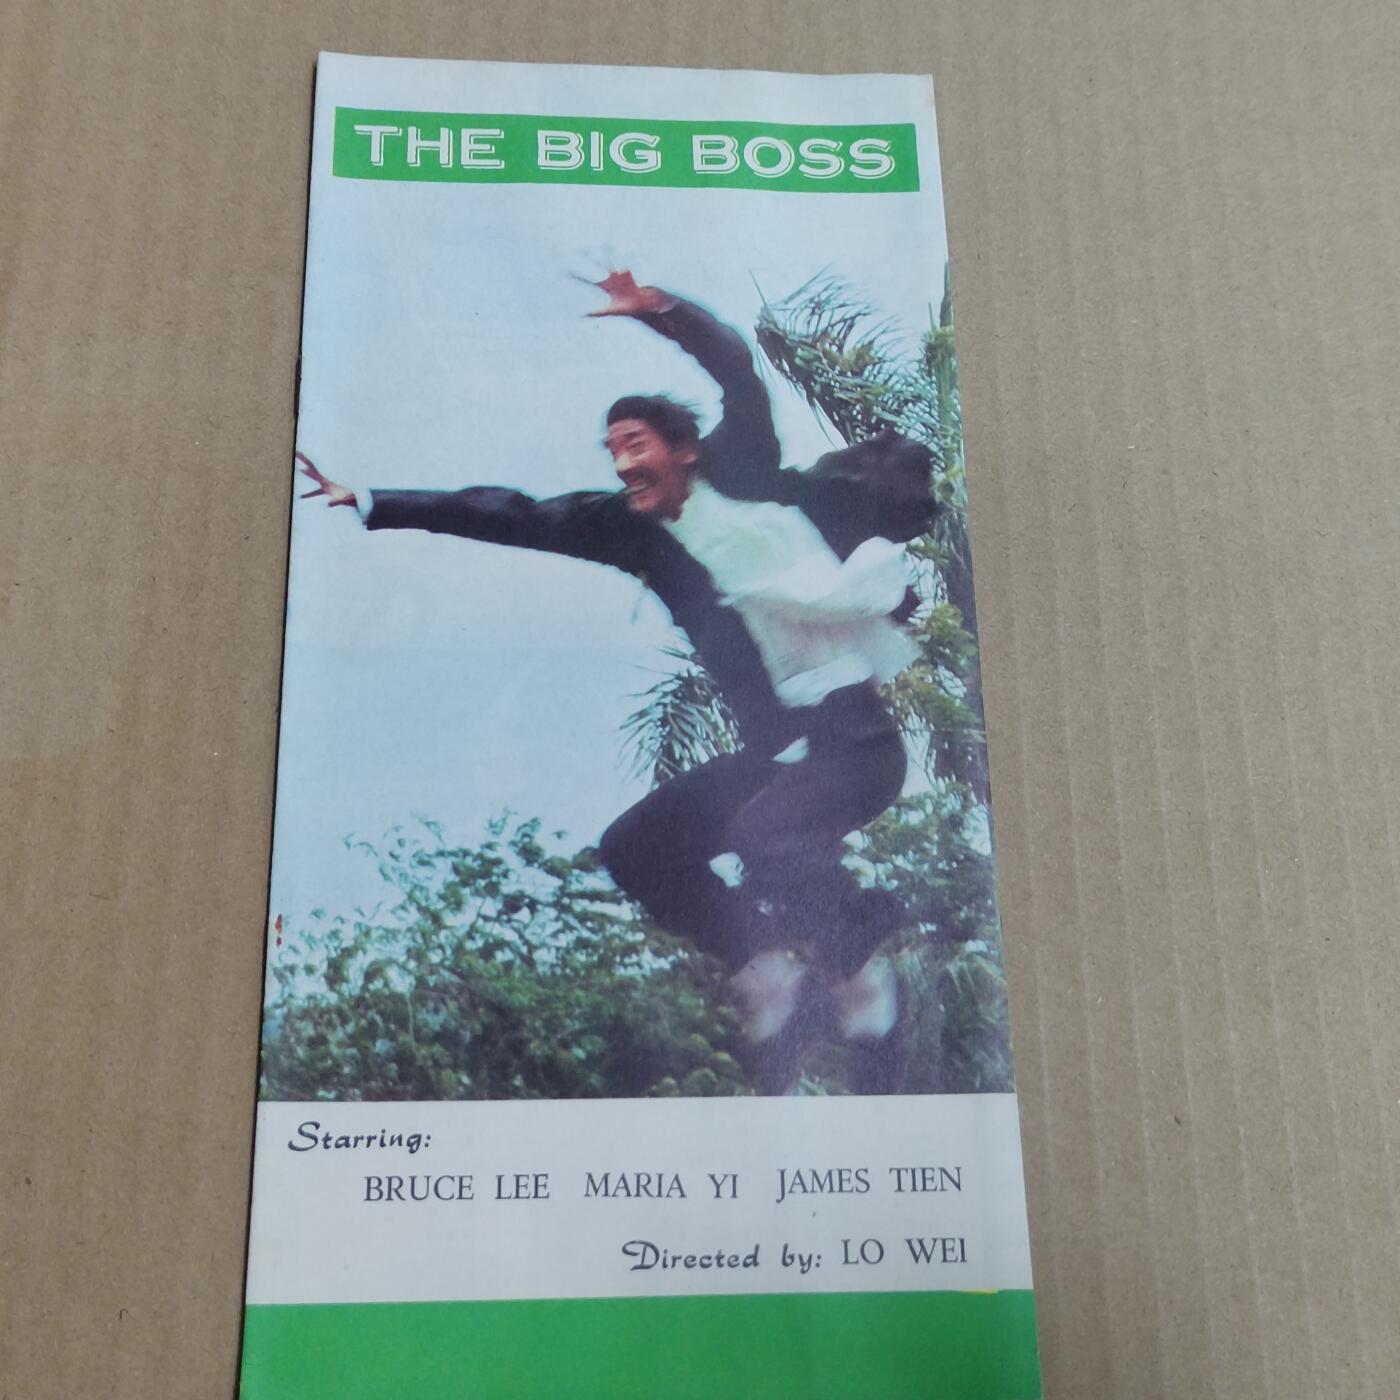 THE BIG BOSS
Starring:
BRUCE LEE MARIA YI JAMES TIEN
Directed by: LO WEI